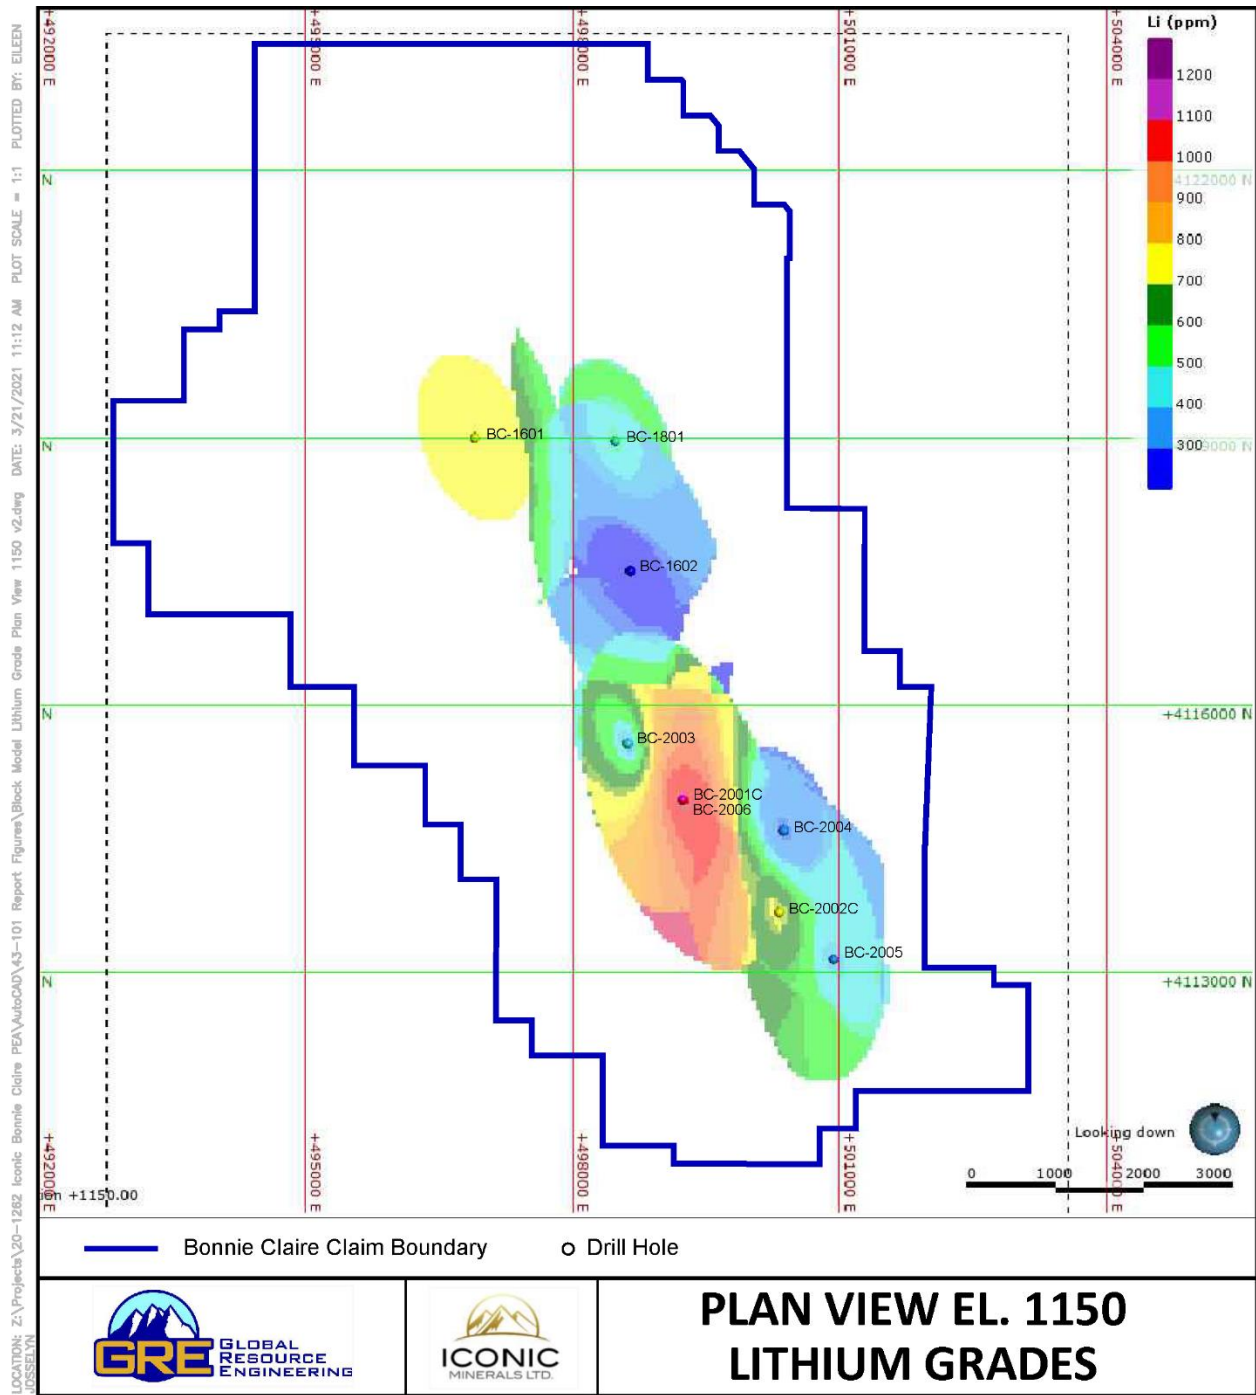 +492000 E
+495000 E
+498000 E
+501000 E
+504000 E
Li (ppm)
1200
1100
1000
900
800
700
600
500
400
300
N
4122000 N
N
9000 N
BC-1601
BC-1801
BC-1602
N
+4116000 N
BC-2003
BC-2001C
BC-2006
BC-2004
BC-2002C
BC-2005
N
+4113000 N
Looking down
0 1000 2000 3000
+492000 E
+495000 E
+498000 E
+501000 E
+504000 E
on +1150.00
Bonnie Claire Claim Boundary
Drill Hole
GRE GLOBAL
RESOURCE
ENGINEERING
ICONIC
MINERALS LTD.
PLAN VIEW EL. 1150
LITHIUM GRADES
LOCATION: Z:\Projects\20-1262 Iconic Bonnie Claire PEA\AutoCAD\43-101 Report Figures\Block Model Lithium Grade Plan View 1150 v2.dwg DATE: 3/21/2021 11:12 AM PLOT SCALE = 1:1 PLOTTED BY: EILEEN
JOSSELYN